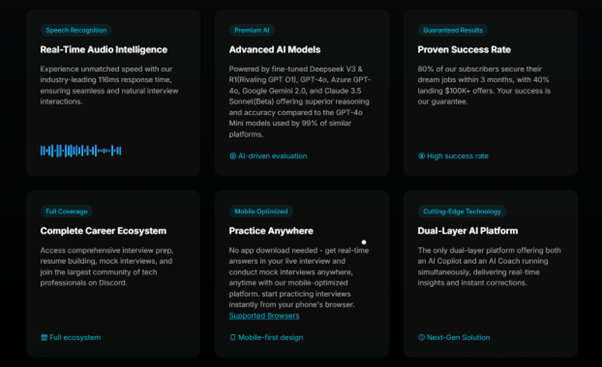 Speech Recognition
Real-Time Audio Intelligence
Experience unmatched speed with our
industry-leading 116ms response time,
ensuring seamless and natural interview
interactions.
Premium AI
Advanced AI Models
Powered by fine-tuned Deepseek V3 &
R1(Rivaling GPT O1), GPT-4o, Azure GPT-
4o, Google Gemini 2.0, and Claude 3.5
Sonnet(Beta) offering superior reasoning
and accuracy compared to the GPT-4o
Mini models used by 99% of similar
platforms.
AI-driven evaluation
Guaranteed Results
Proven Success Rate
80% of our subscribers secure their
dream jobs within 3 months, with 40%
landing $100K+ offers. Your success is
our guarantee.
High success rate
Full Coverage
Complete Career Ecosystem
Access comprehensive interview prep,
resume building, mock interviews, and
join the largest community of tech
professionals on Discord.
Full ecosystem
Mobile Optimized
Practice Anywhere
No app download needed - get real-time
answers in your live interview and
conduct mock interviews anywhere,
anytime with our mobile-optimized
platform. start practicing interviews
instantly from your phone's browser.
Supported Browsers
Mobile-first design
Cutting-Edge Technology
Dual-Layer AI Platform
The only dual-layer platform offering both
an AI Copilot and an AI Coach running
simultaneously, delivering real-time
insights and instant corrections.
Next-Gen Solution